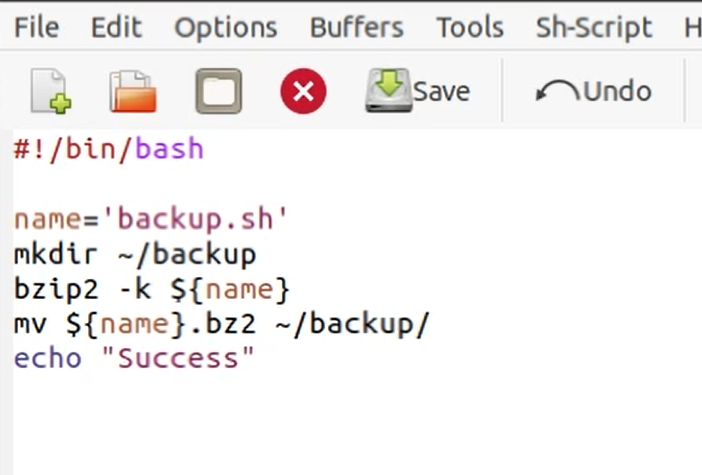 File Edit Options Buffers Tools Sh-Script H
Save Undo
#!/bin/bash
name='backup.sh'
mkdir ~/backup
bzip2 -k ${name}
mv ${name}.bz2 ~/backup/
echo "Success"